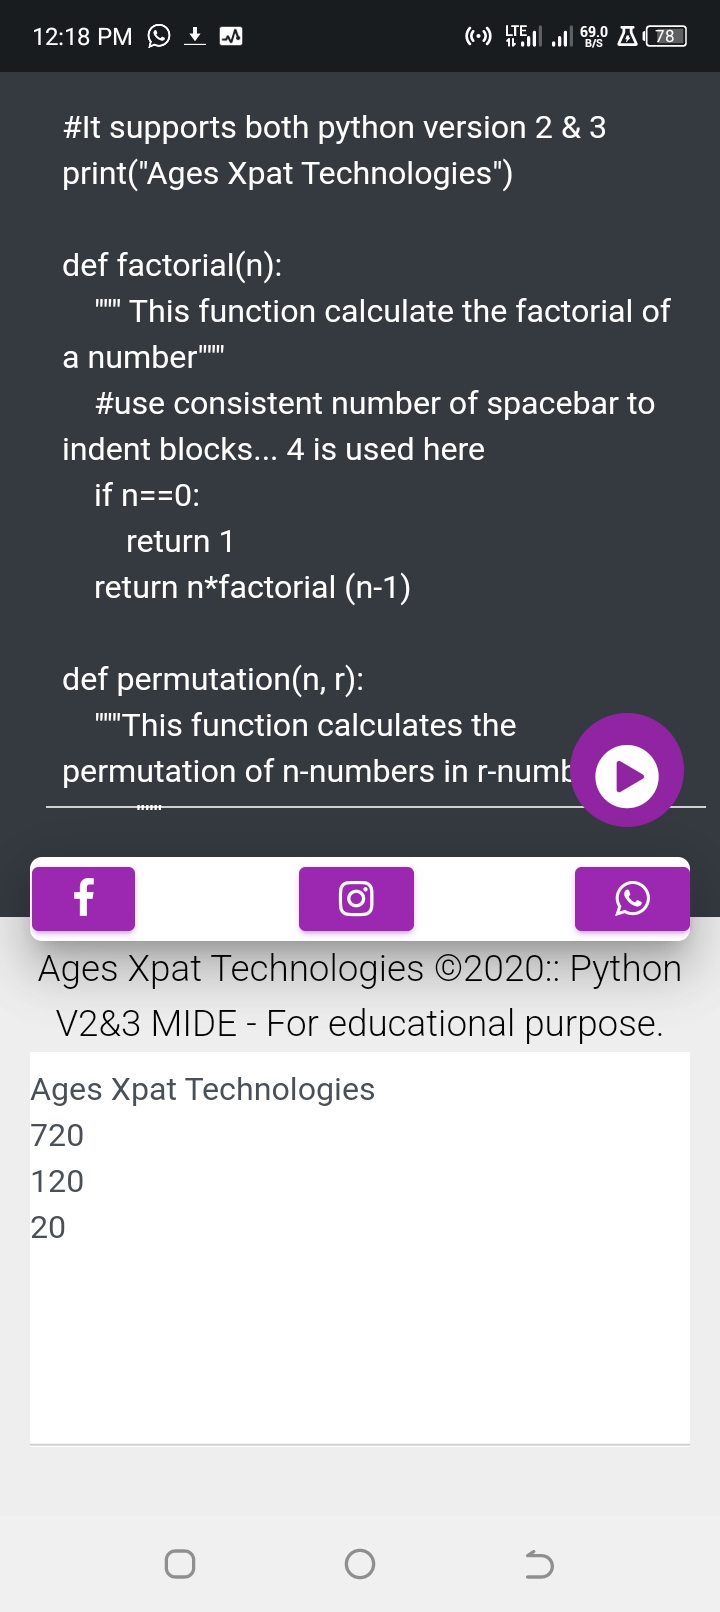 12:18 PM
LTE
69.0
B/S
78
#It supports both python version 2 & 3
print("Ages Xpat Technologies")
def factorial(n):
""" This function calculate the factorial of
a number"""
#use consistent number of spacebar to
indent blocks... 4 is used here
if n==0:
return 1
return n*factorial (n-1)
def permutation(n, r):
"""This function calculates the
permutation of n-numbers in r-numb
"""
Ages Xpat Technologies ©2020:: Python
V2&3 MIDE - For educational purpose.
Ages Xpat Technologies
720
120
20